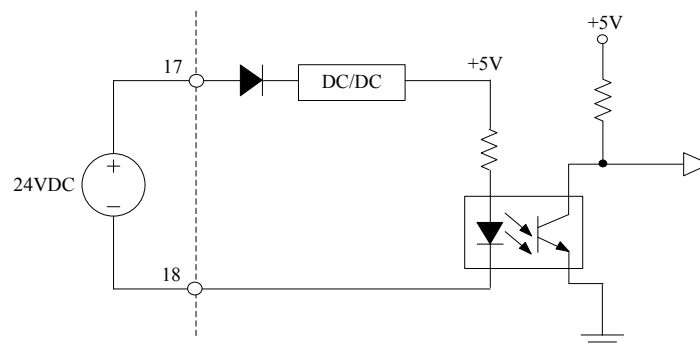 +5V
17
+5V
DC/DC
24VDC
+
−
18